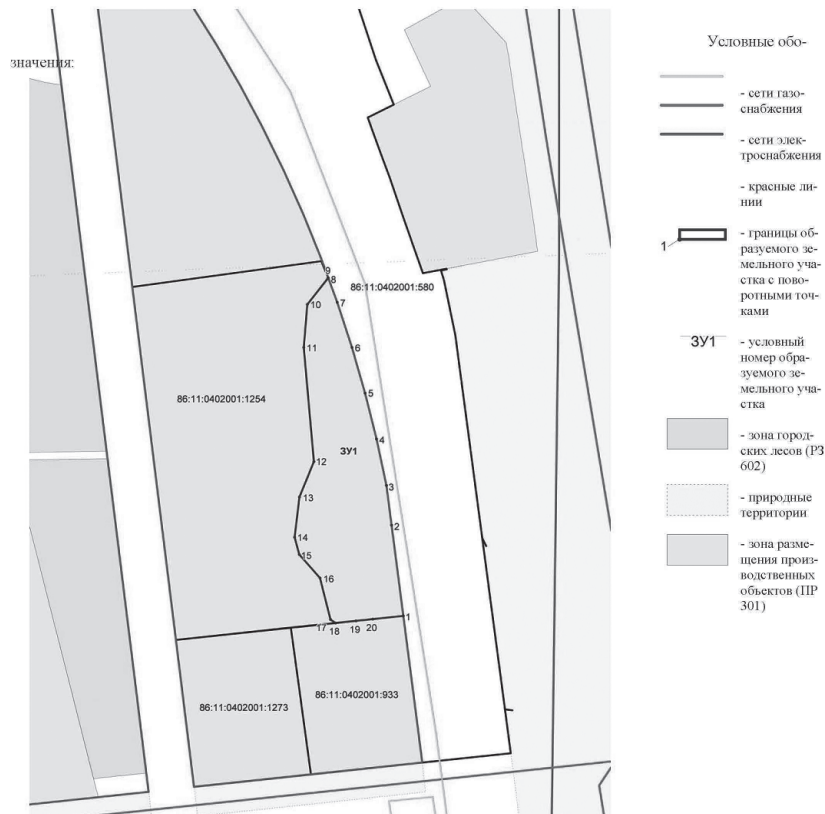 Условные обо-
значения:
- сети газо-
снабжения
- сети элек-
троснабжения
- красные ли-
нии
1
- границы об-
разуемого зе-
мельного уча-
стка с пово-
ротными точ-
ками
ЗУ1
- условный
номер обра-
зуемого зе-
мельного уча-
стка
- зона город-
ских лесов (РЗ
602)
- природные
территории
- зона разме-
щения произ-
водственных
объектов (ПР
301)
9
8
86:11:0402001:580
10
7
11
6
86:11:0402001:1254
5
4
ЗУ1
12
3
13
2
14
15
16
1
17
18
19
20
86:11:0402001:933
86:11:0402001:1273